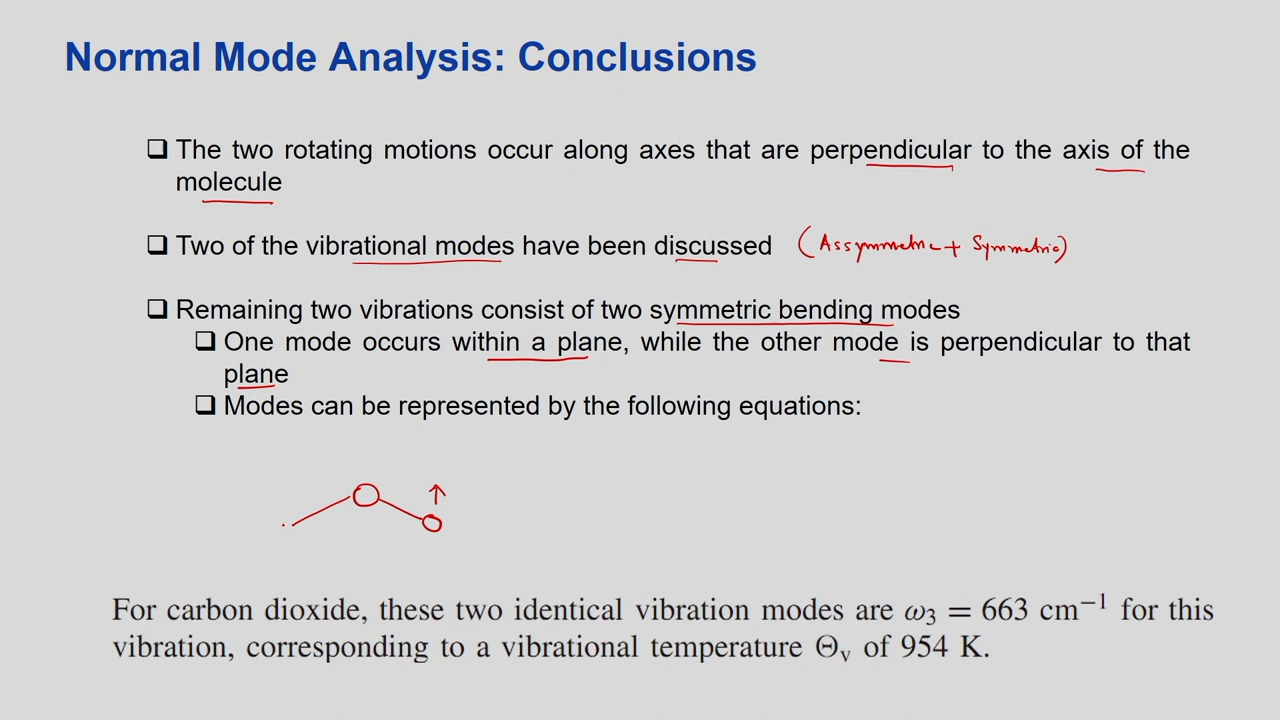 Normal Mode Analysis: Conclusions
❑ The two rotating motions occur along axes that are perpendicular to the axis of the
molecule
❑ Two of the vibrational modes have been discussed (Assymmetric + Symmetric)
❑ Remaining two vibrations consist of two symmetric bending modes
❑ One mode occurs within a plane, while the other mode is perpendicular to that
plane
❑ Modes can be represented by the following equations:
For carbon dioxide, these two identical vibration modes are ω₃ = 663 cm⁻¹ for this
vibration, corresponding to a vibrational temperature Θᵥ of 954 K.